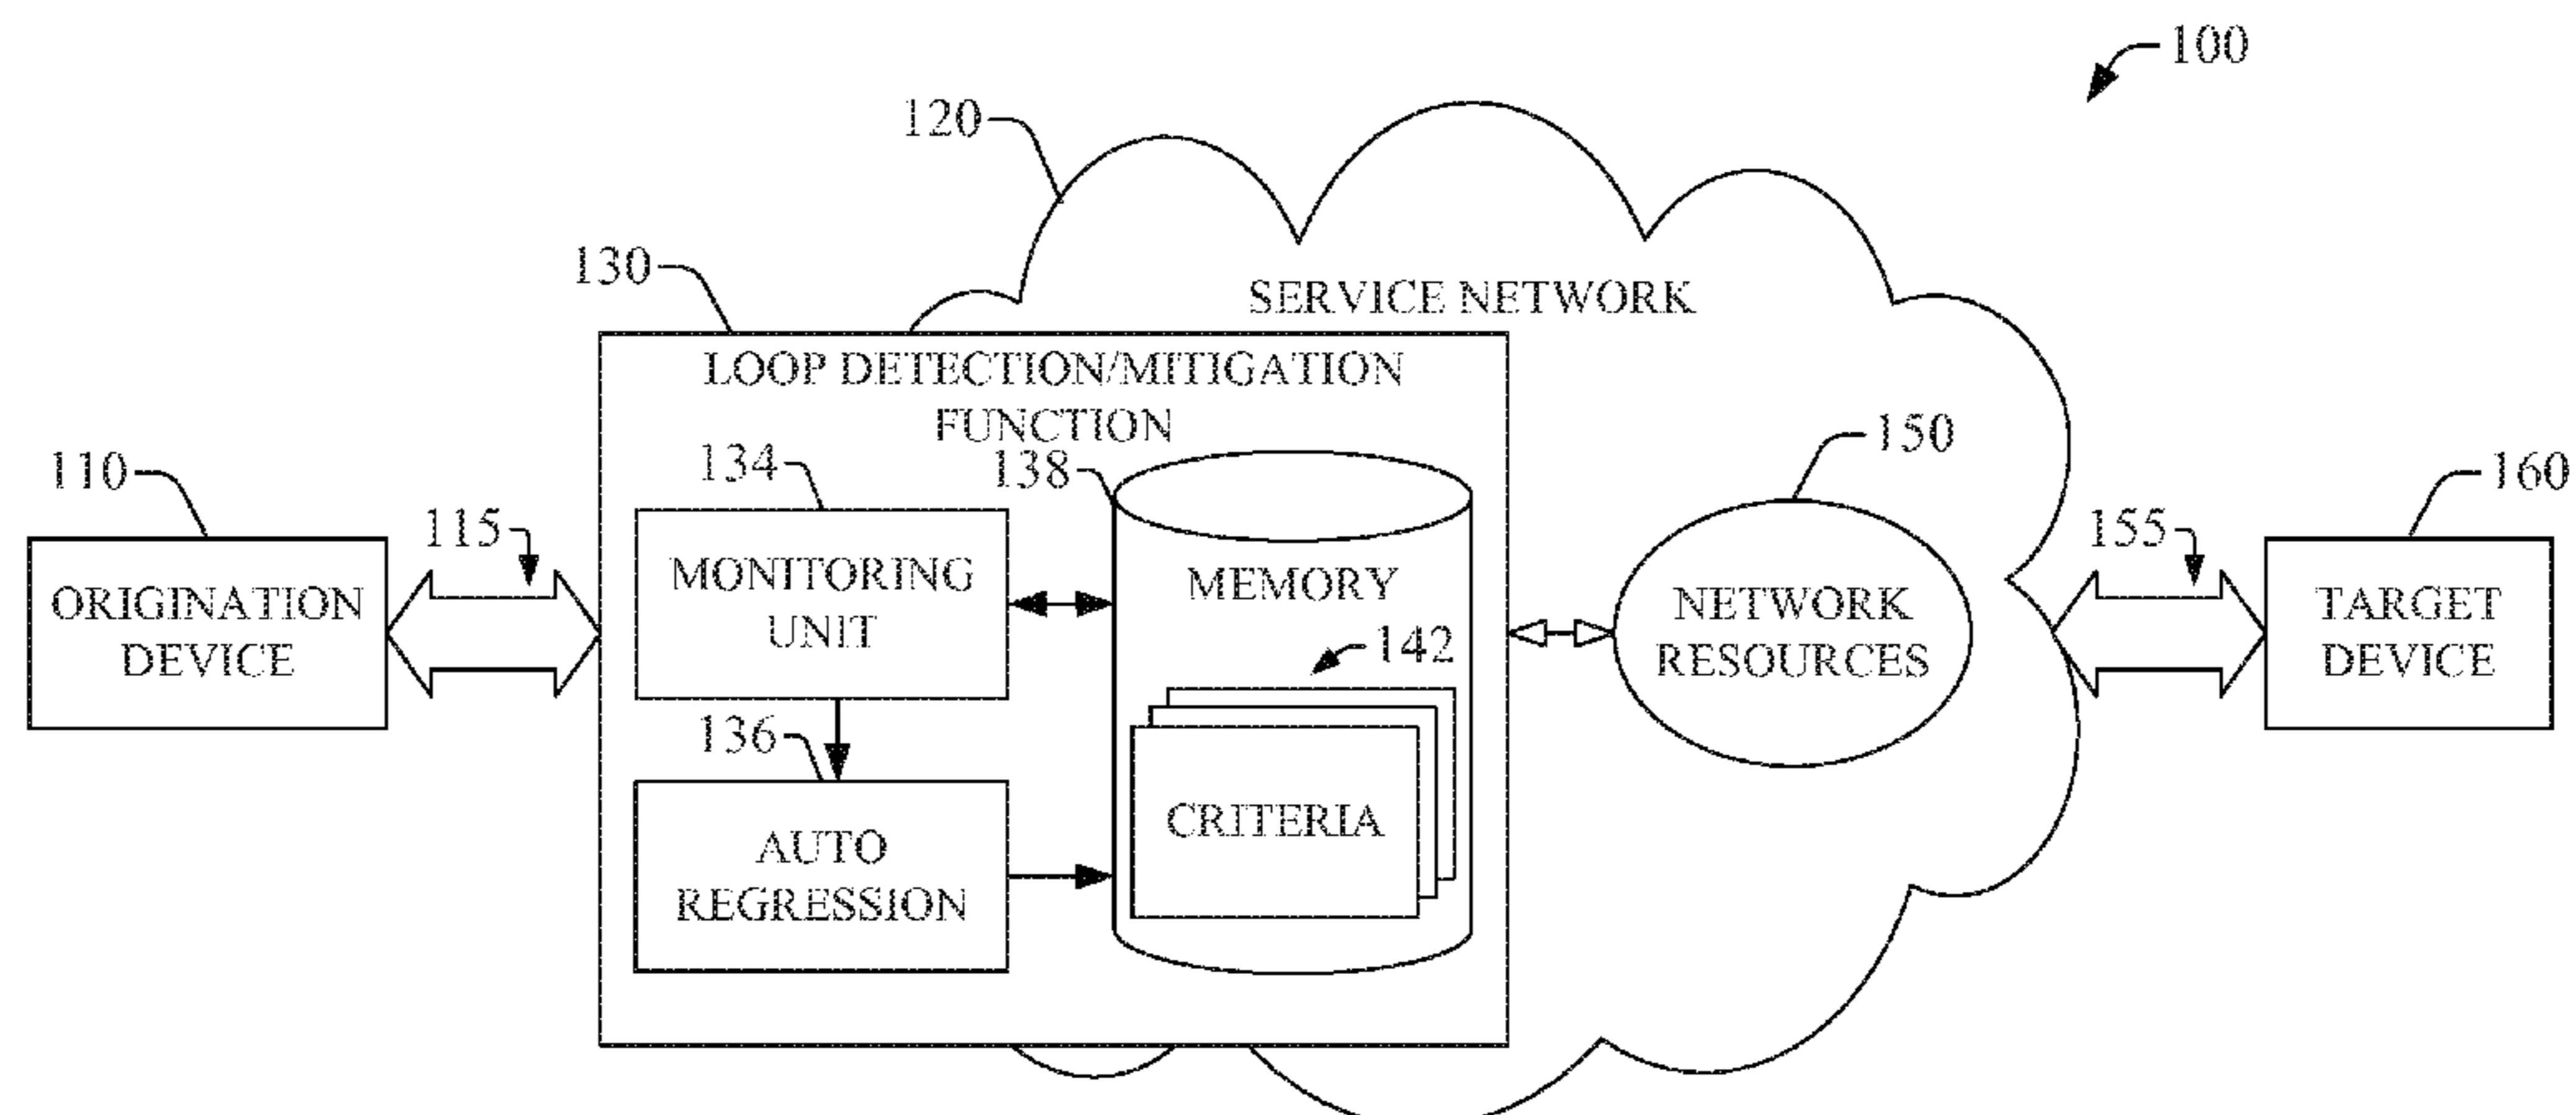 100
120
130
SERVICE NETWORK
LOOP DETECTION/MITIGATION
FUNCTION
110
115
134
138
150
160
155
ORIGINATION
DEVICE
MONITORING
UNIT
MEMORY
142
NETWORK
RESOURCES
TARGET
DEVICE
136
AUTO
REGRESSION
CRITERIA